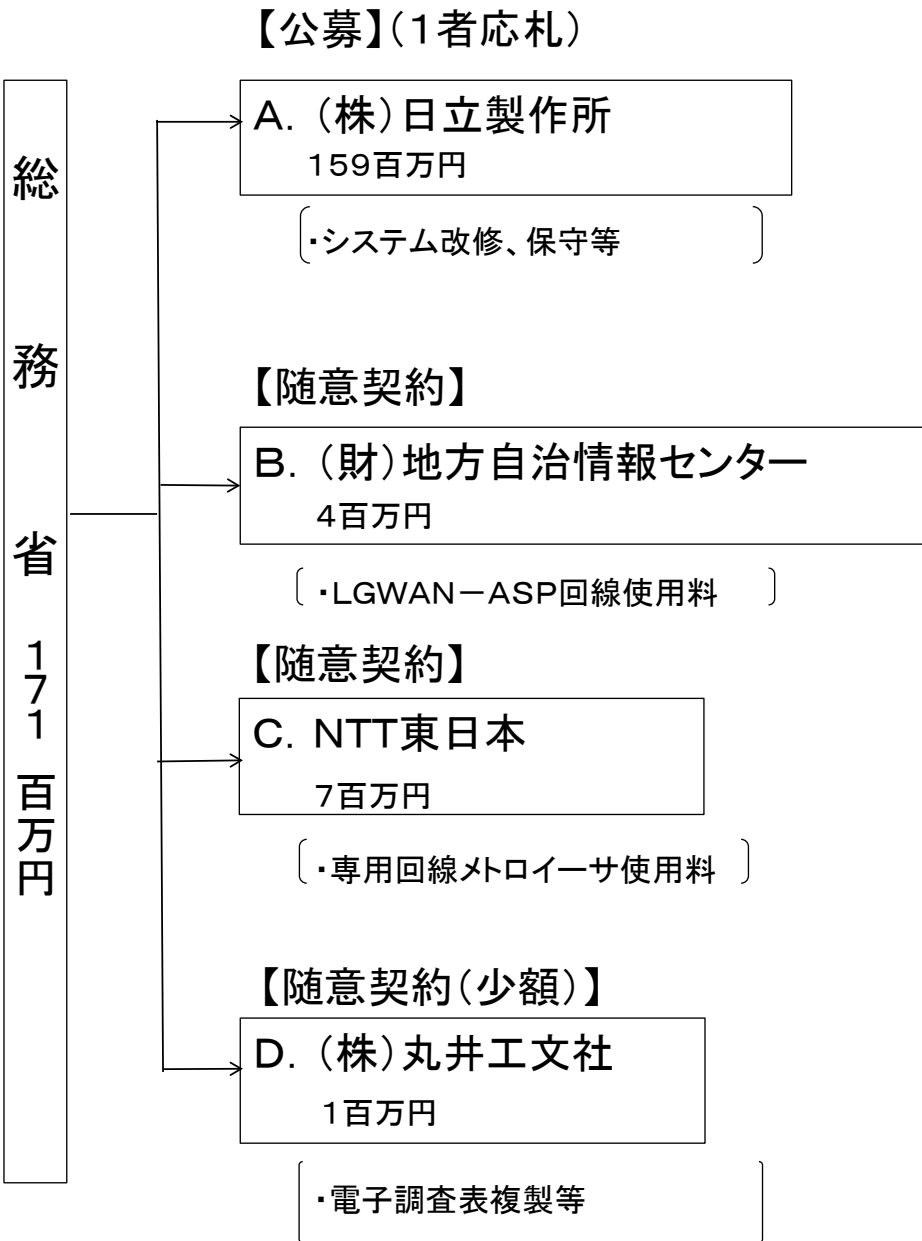 【公募】(1者応札)
総務省 171 百万円
A. (株)日立製作所
159百万円
・システム改修、保守等
【随意契約】
B. (財)地方自治情報センター
4百万円
・LGWAN－ASP回線使用料
【随意契約】
C. NTT東日本
7百万円
・専用回線メトロイーサ使用料
【随意契約(少額)】
D. (株)丸井工文社
1百万円
・電子調査表複製等